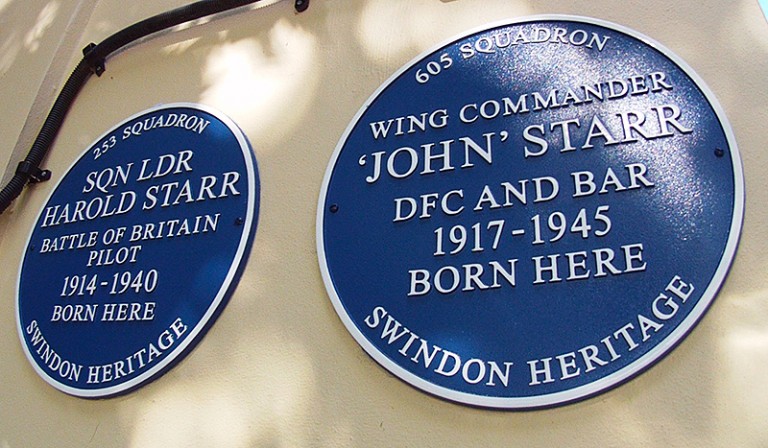 253 SQUADRON
SQN LDR
HAROLD STARR
BATTLE OF BRITAIN
PILOT
1914-1940
BORN HERE
SWINDON HERITAGE
605 SQUADRON
WING COMMANDER
'JOHN' STARR
DFC AND BAR
1917-1945
BORN HERE
SWINDON HERITAGE